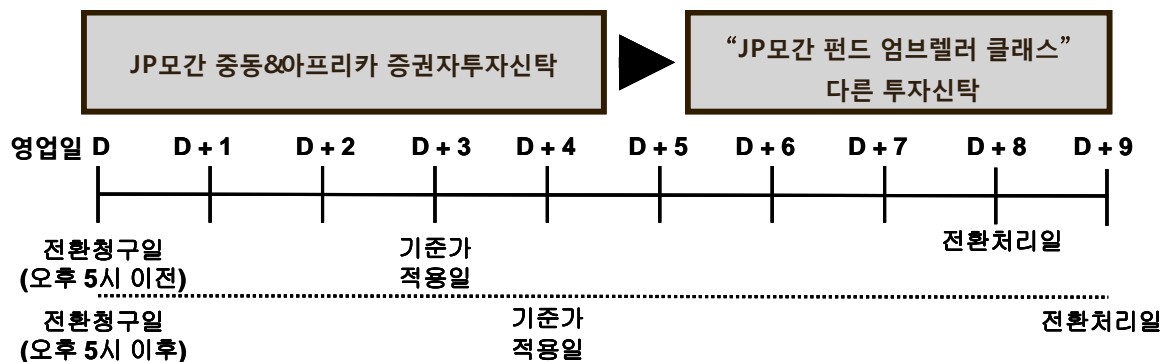 JP모간 중동&아프리카 증권자투자신탁
“JP모간 펀드 엄브렐러 클래스”
다른 투자신탁
영업일 D D + 1 D + 2 D + 3 D + 4 D + 5 D + 6 D + 7 D + 8 D + 9
전환청구일
(오후 5시 이전)
기준가
적용일
전환처리일
전환청구일
(오후 5시 이후)
기준가
적용일
전환처리일